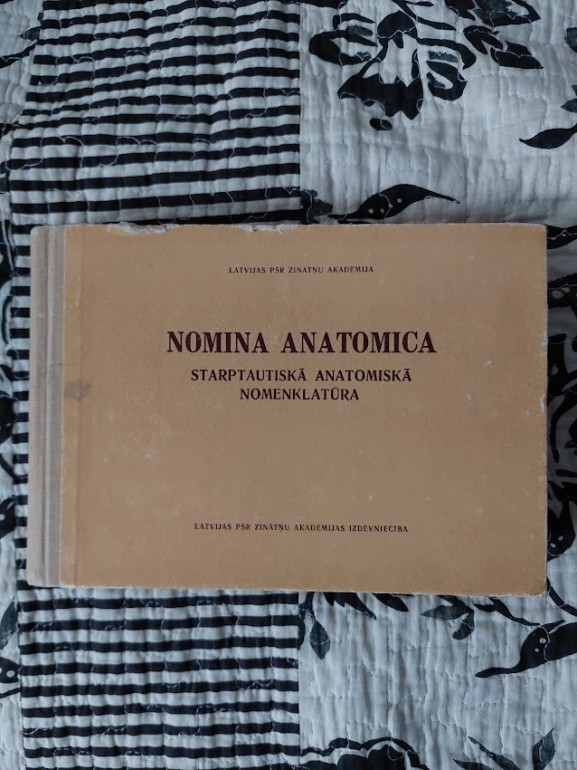 LATVIJAS PSR ZINĀTŅU AKADĒMIJA
NOMINA ANATOMICA
STARPTAUTISKĀ ANATOMISKĀ
NOMENKLATŪRA
LATVIJAS PSR ZINĀTŅU AKADĒMIJAS IZDEVNIECĪBA